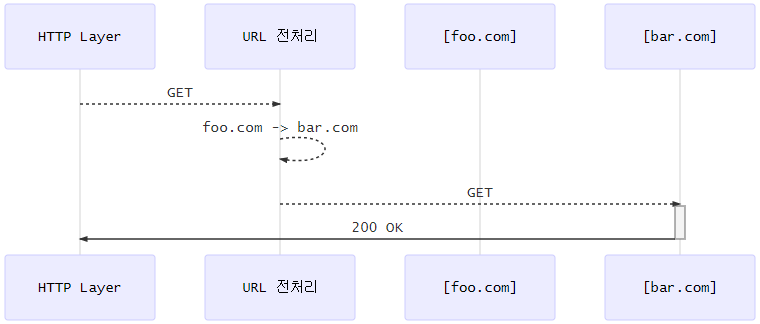 HTTP Layer
URL 전처리
[foo.com]
[bar.com]
GET
foo.com -> bar.com
GET
200 OK
HTTP Layer
URL 전처리
[foo.com]
[bar.com]